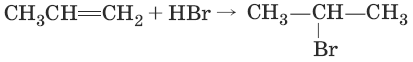 CH₃CH=CH₂ + HBr → CH₃—CH—CH₃
|
Br